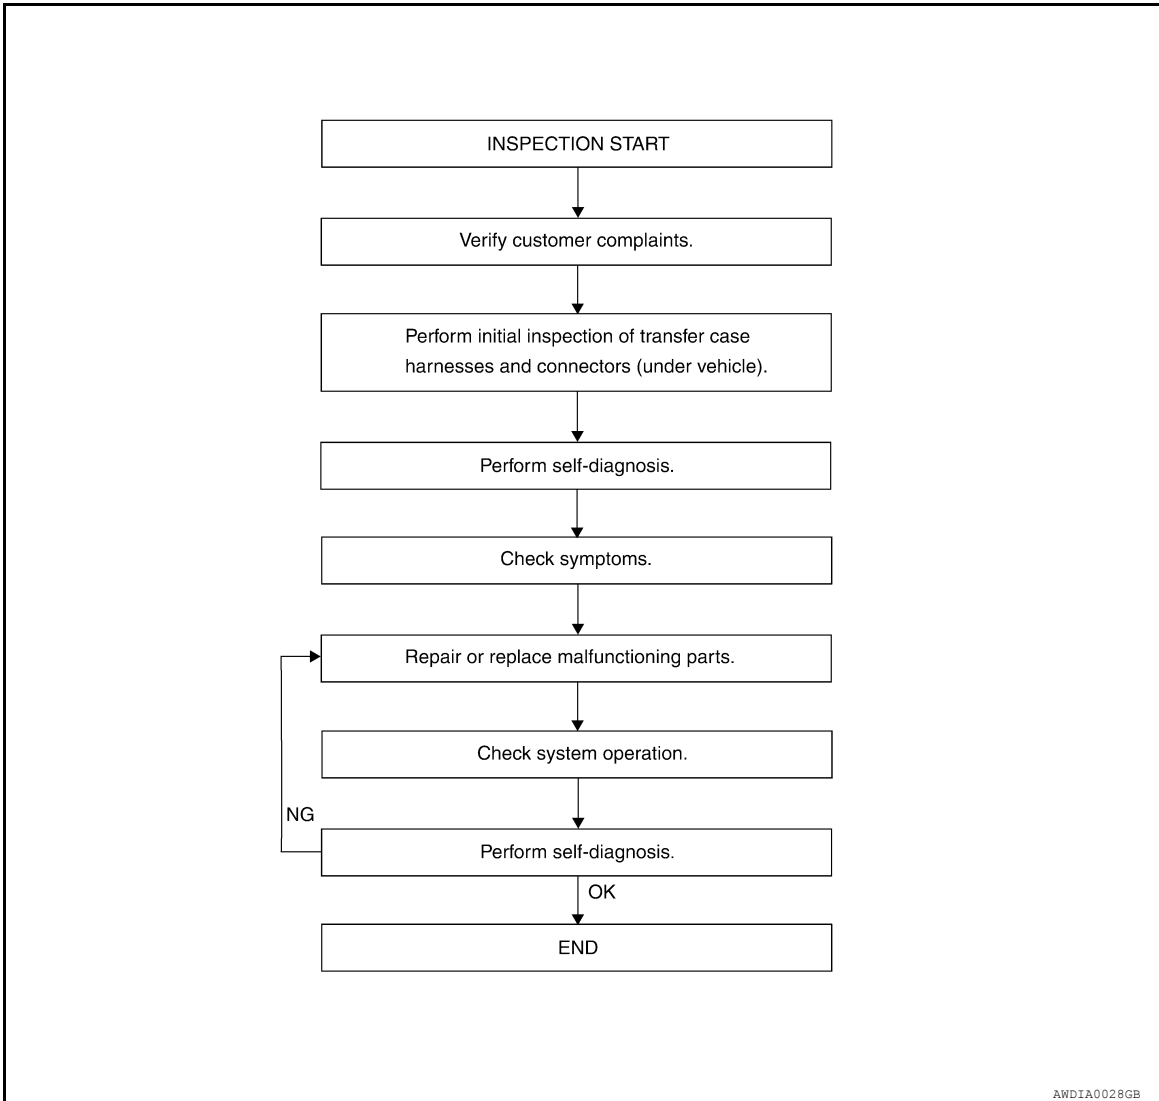 INSPECTION START
Verify customer complaints.
Perform initial inspection of transfer case
harnesses and connectors (under vehicle).
Perform self-diagnosis.
Check symptoms.
Repair or replace malfunctioning parts.
Check system operation.
NG
Perform self-diagnosis.
OK
END
AWDIA0028GB